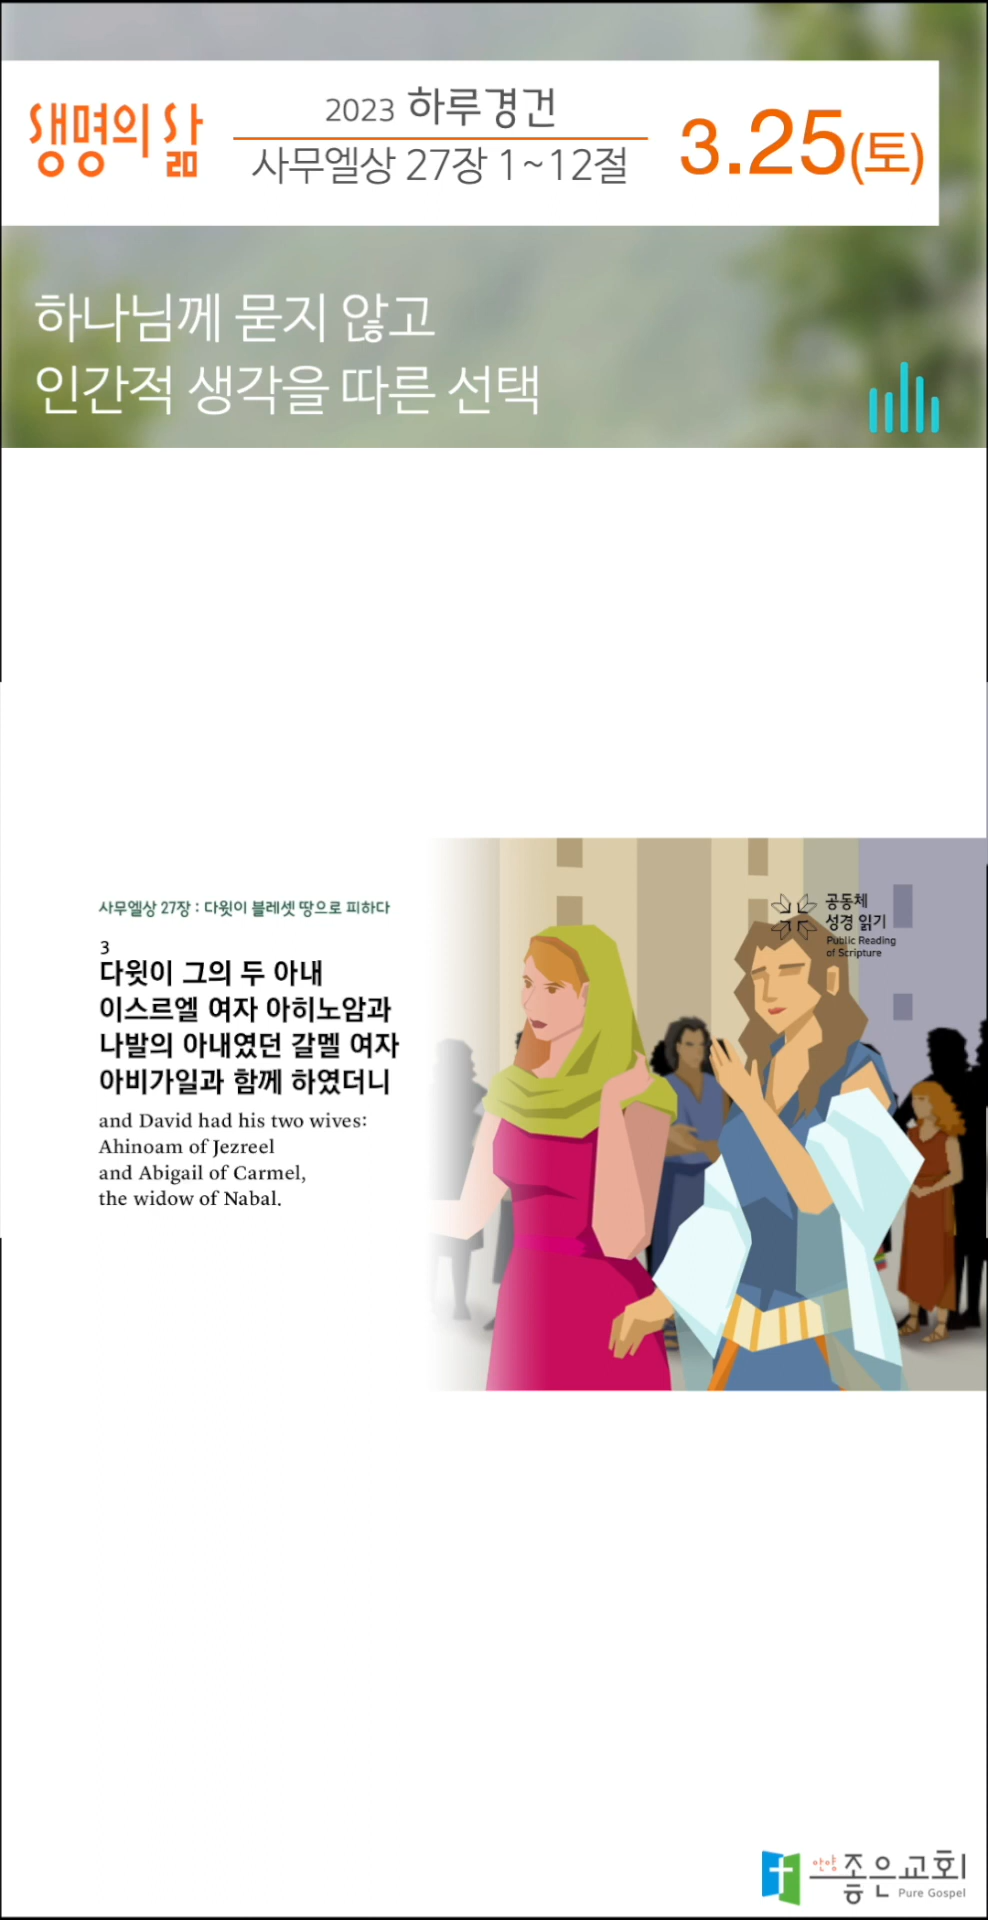 생명의 삶
2023 하루경건
사무엘상 27장 1~12절
3.25(토)
하나님께 묻지 않고
인간적 생각을 따른 선택
사무엘상 27장 : 다윗이 블레셋 땅으로 피하다
공동체
성경 읽기
Public Reading
of Scripture
3
다윗이 그의 두 아내
이스르엘 여자 아히노암과
나발의 아내였던 갈멜 여자
아비가일과 함께 하였더니
and David had his two wives:
Ahinoam of Jezreel
and Abigail of Carmel,
the widow of Nabal.
안양 좋은교회
Pure Gospel